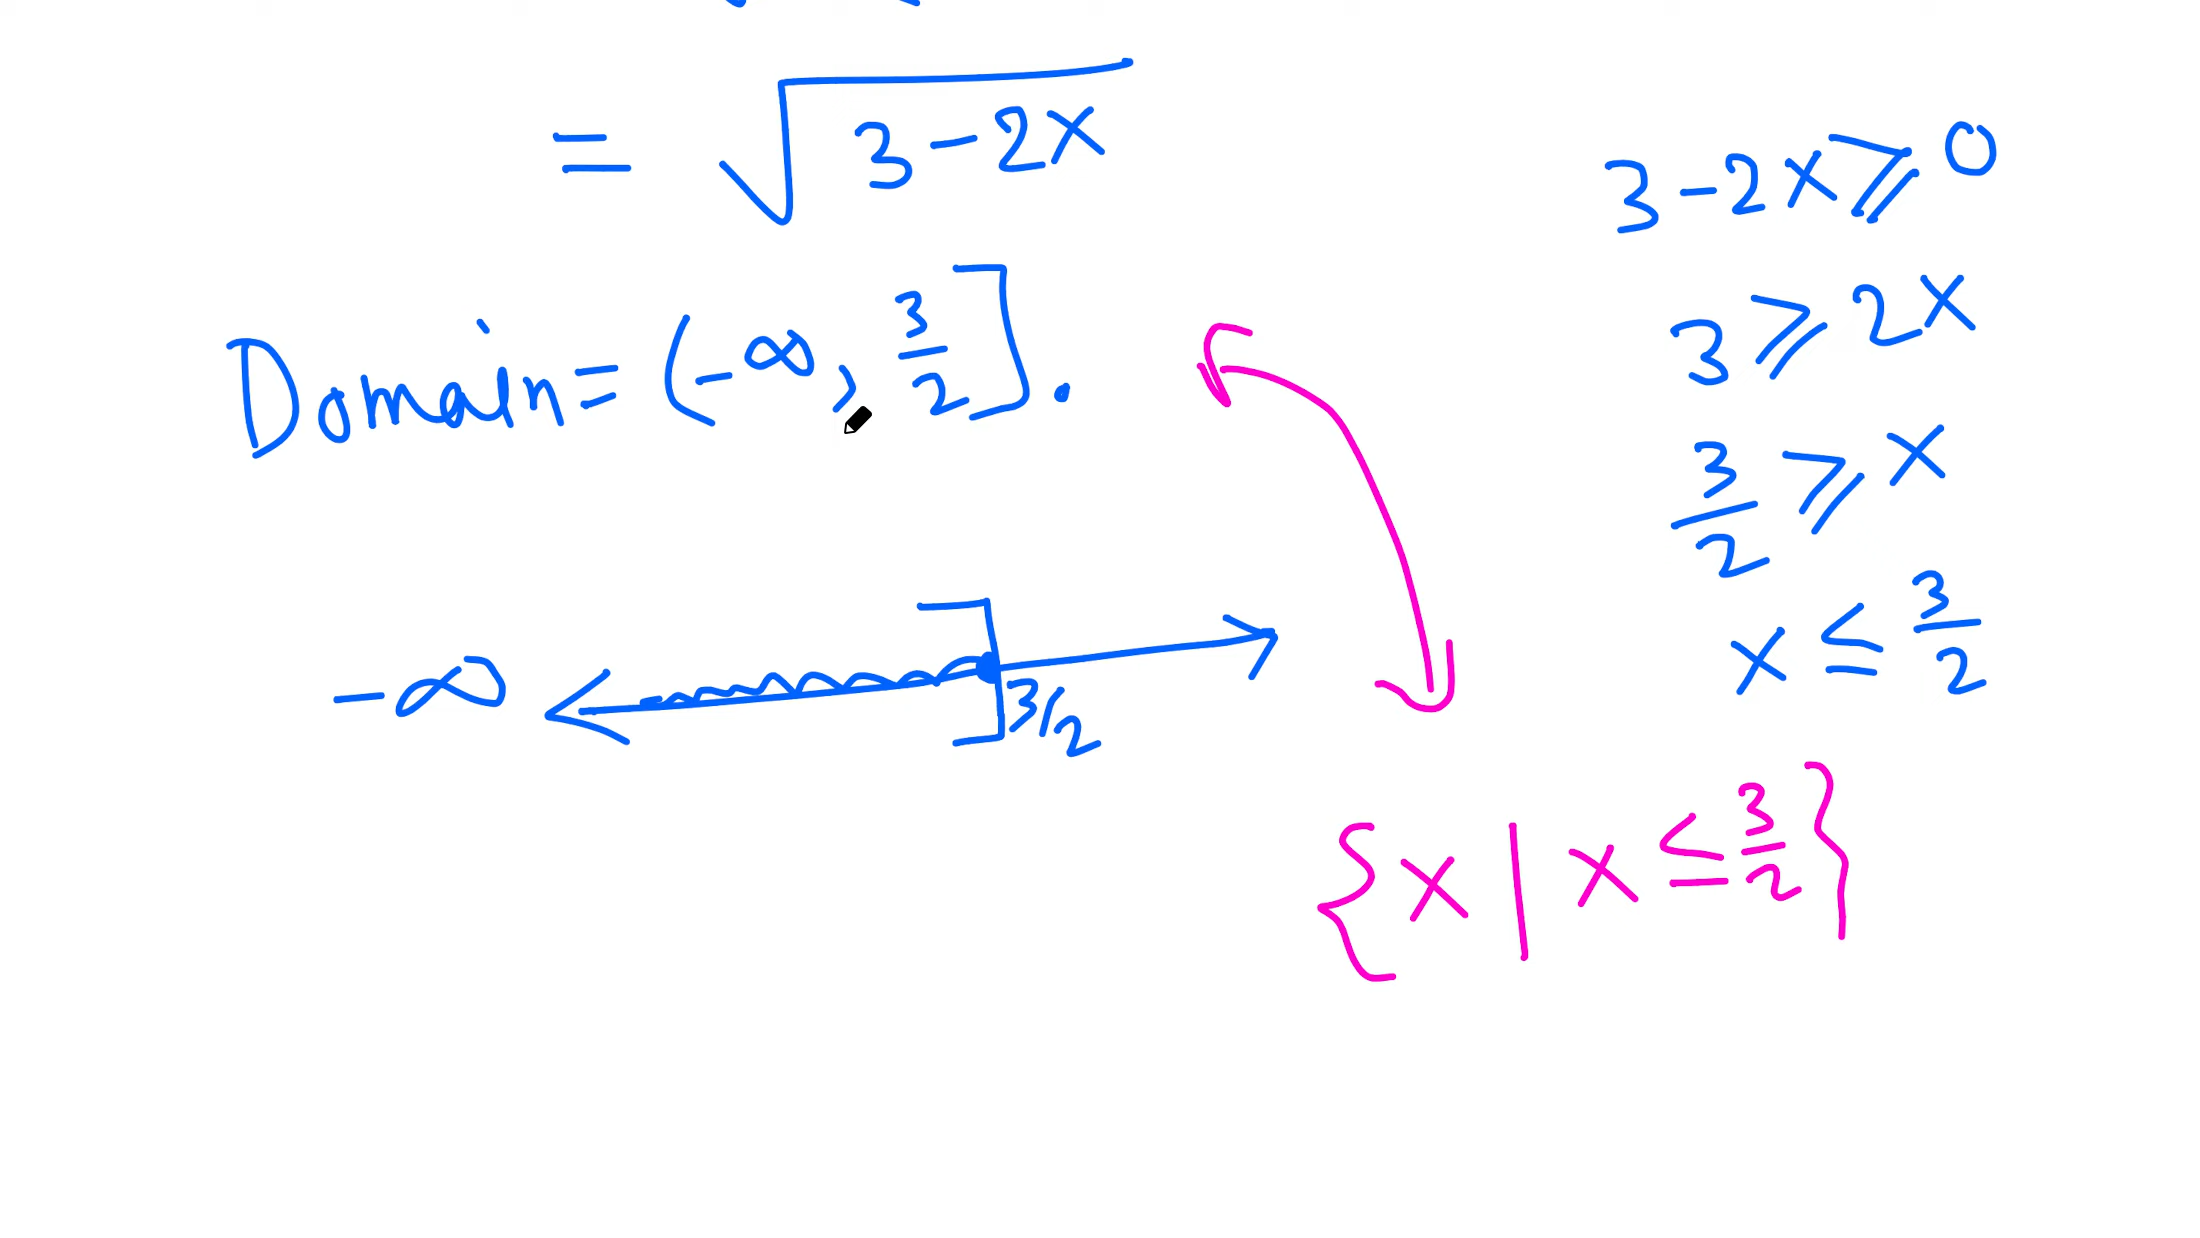 = √(3-2x)
Domain = (-∞, 3/2].
-∞ 3/2
3-2x ⩾ 0
3 ⩾ 2x
3/2 ⩾ x
x ≤ 3/2
{x | x ≤ 3/2}